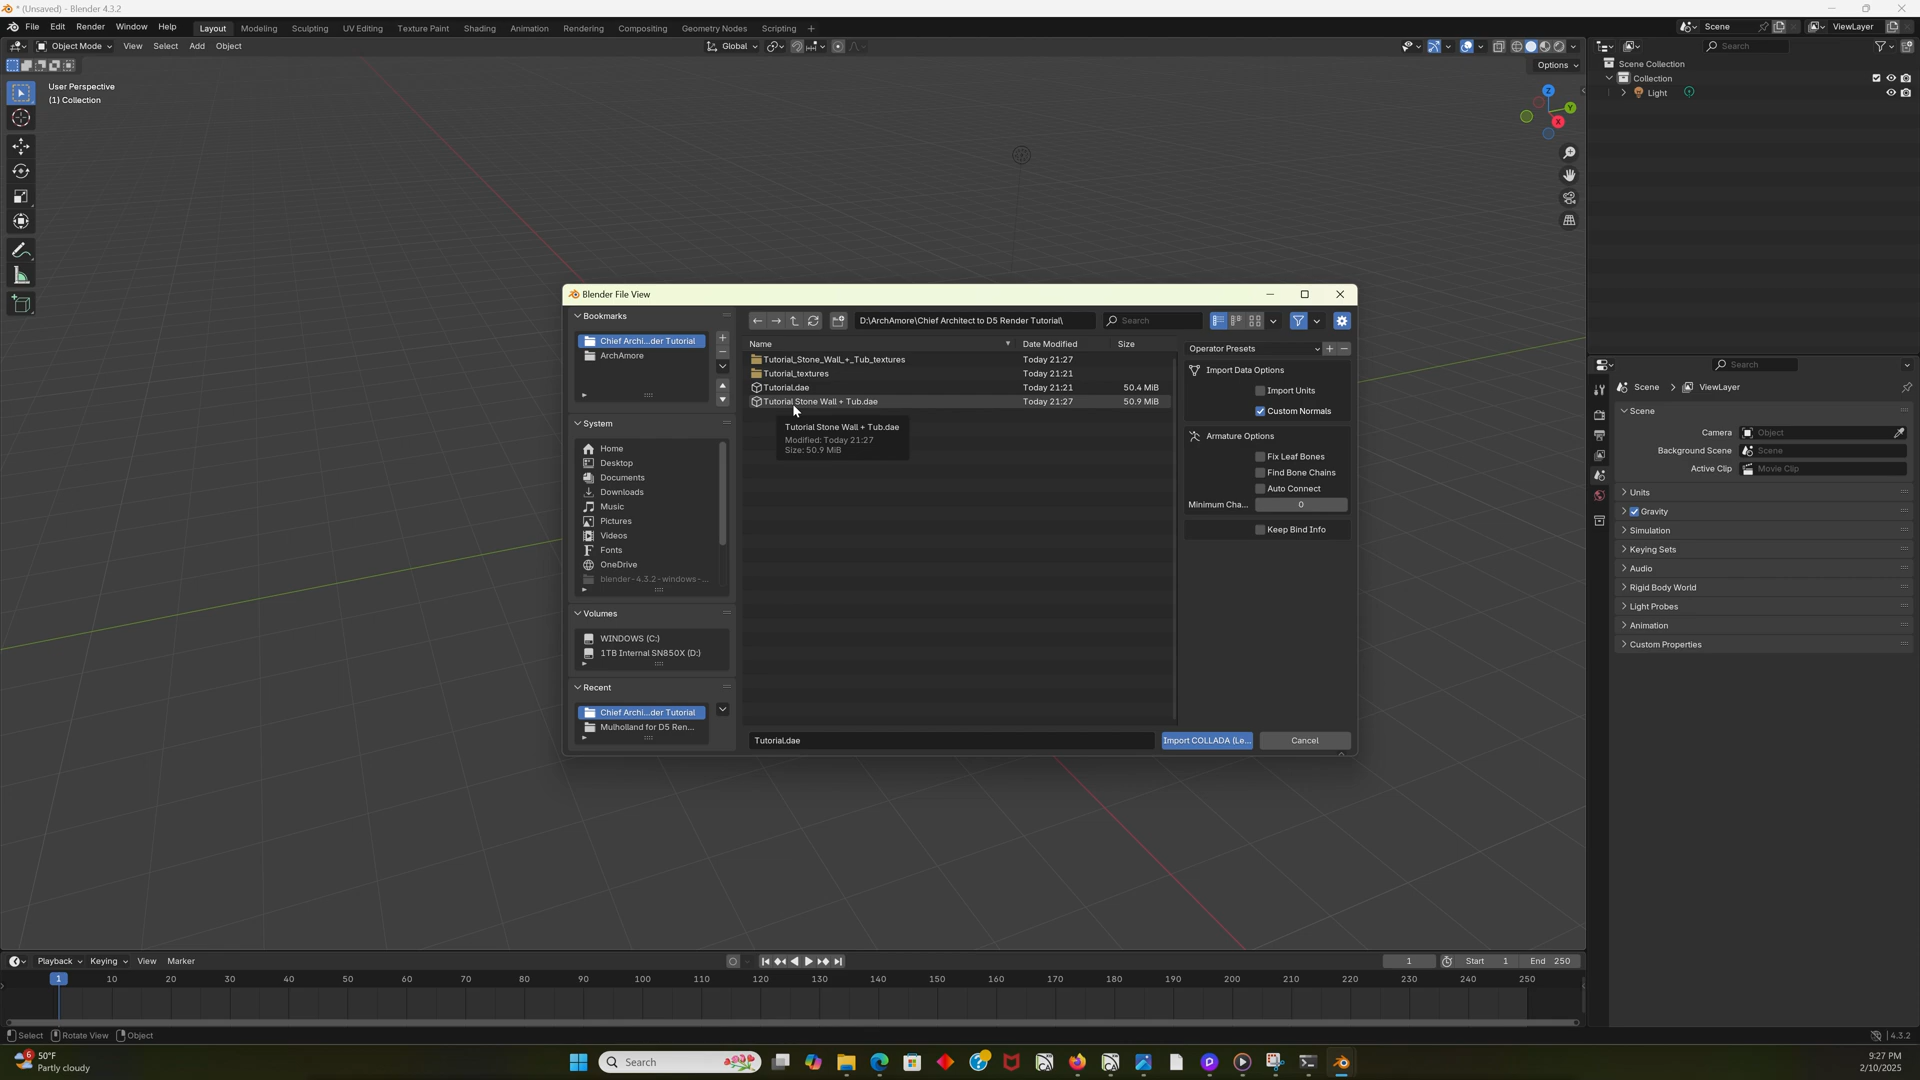 * (Unsaved) - Blender 4.3.2
File Edit Render Window Help Layout Modeling Sculpting UV Editing Texture Paint Shading Animation Rendering Compositing Geometry Nodes Scripting + Scene ViewLayer
Object Mode View Select Add Object Global Search
Options
User Perspective
(1) Collection
Z
Y
X
Scene Collection
Collection
Light
Blender File View
Bookmarks
Chief Archi...der Tutorial
ArchAmore
System
Home
Desktop
Documents
Downloads
Music
Pictures
Videos
Fonts
OneDrive
blender-4.3.2-windows-...
Volumes
WINDOWS (C:)
1TB Internal SN850X (D:)
Recent
Chief Archi...der Tutorial
Mulholland for D5 Ren...
D:\ArchAmore\Chief Architect to D5 Render Tutorial\ Search
Name Date Modified Size
Tutorial_Stone_Wall_+_Tub_textures Today 21:27
Tutorial_textures Today 21:21
Tutorial.dae Today 21:21 50.4 MiB
Tutorial Stone Wall + Tub.dae Today 21:27 50.9 MiB
Tutorial Stone Wall + Tub.dae
Modified: Today 21:27
Size: 50.9 MiB
Operator Presets
Import Data Options
Import Units
Custom Normals
Armature Options
Fix Leaf Bones
Find Bone Chains
Auto Connect
Minimum Cha... 0
Keep Bind Info
Tutorial.dae Import COLLADA (Le... Cancel
Search
Scene ViewLayer
Scene
Camera Object
Background Scene Scene
Active Clip Movie Clip
Units
Gravity
Simulation
Keying Sets
Audio
Rigid Body World
Light Probes
Animation
Custom Properties
Playback Keying View Marker 1 Start 1 End 250
1 10 20 30 40 50 60 70 80 90 100 110 120 130 140 150 160 170 180 190 200 210 220 230 240 250
Select Rotate View Object 4.3.2
6 50°F
Partly cloudy
Search
9:27 PM
2/10/2025